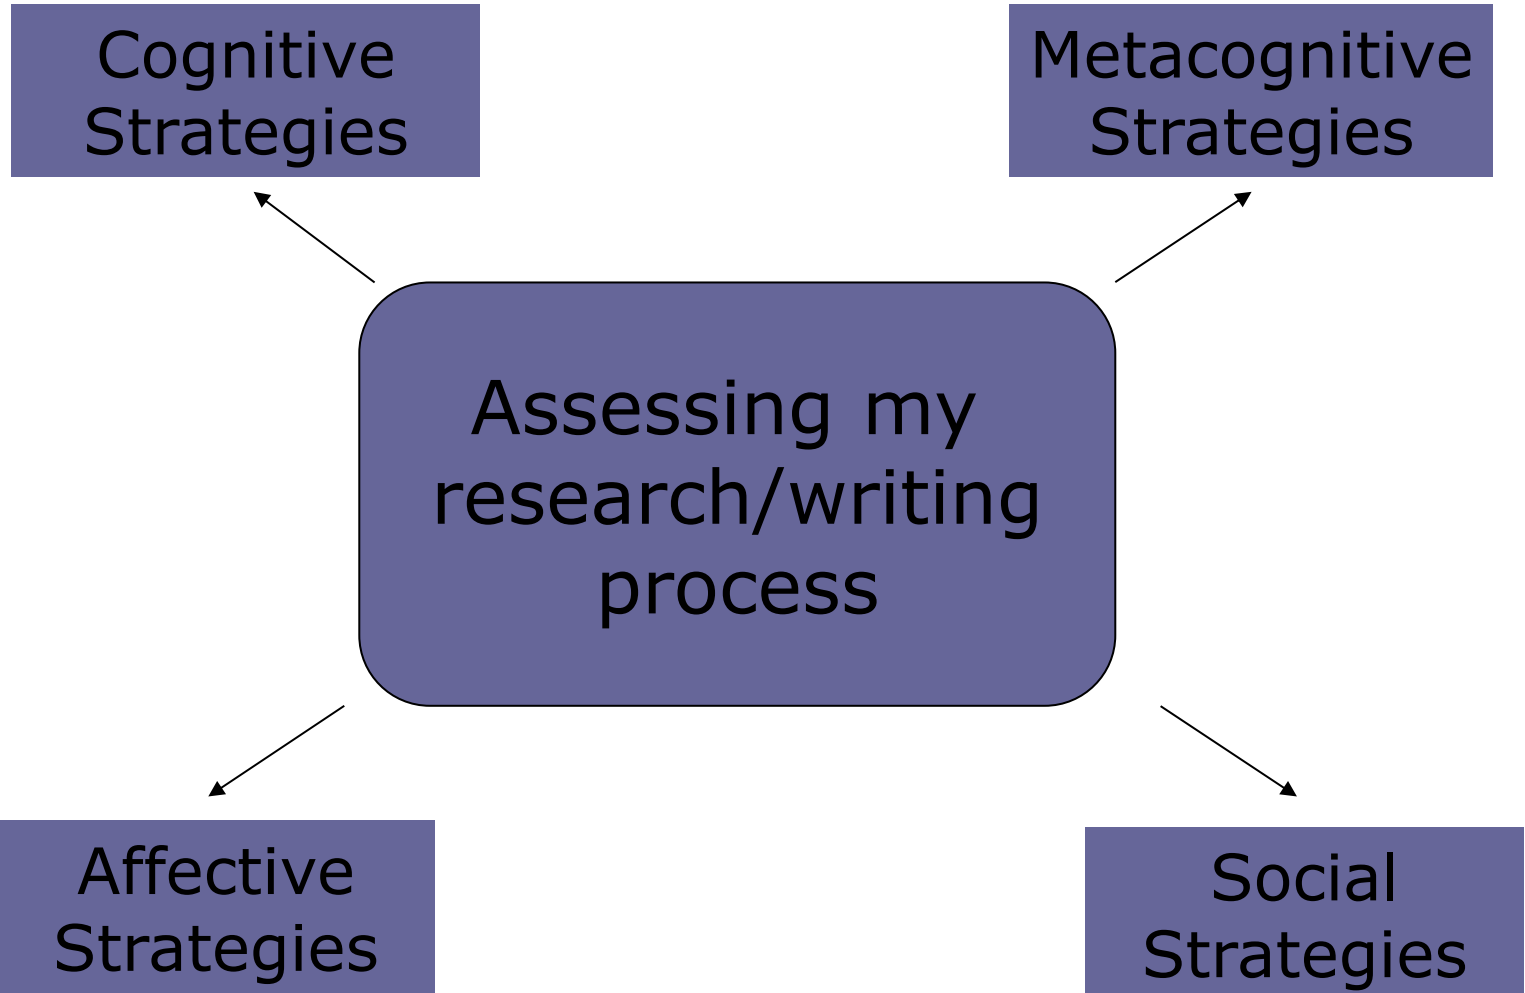 Cognitive
Strategies
Metacognitive
Strategies
Assessing my
research/writing
process
Affective
Strategies
Social
Strategies